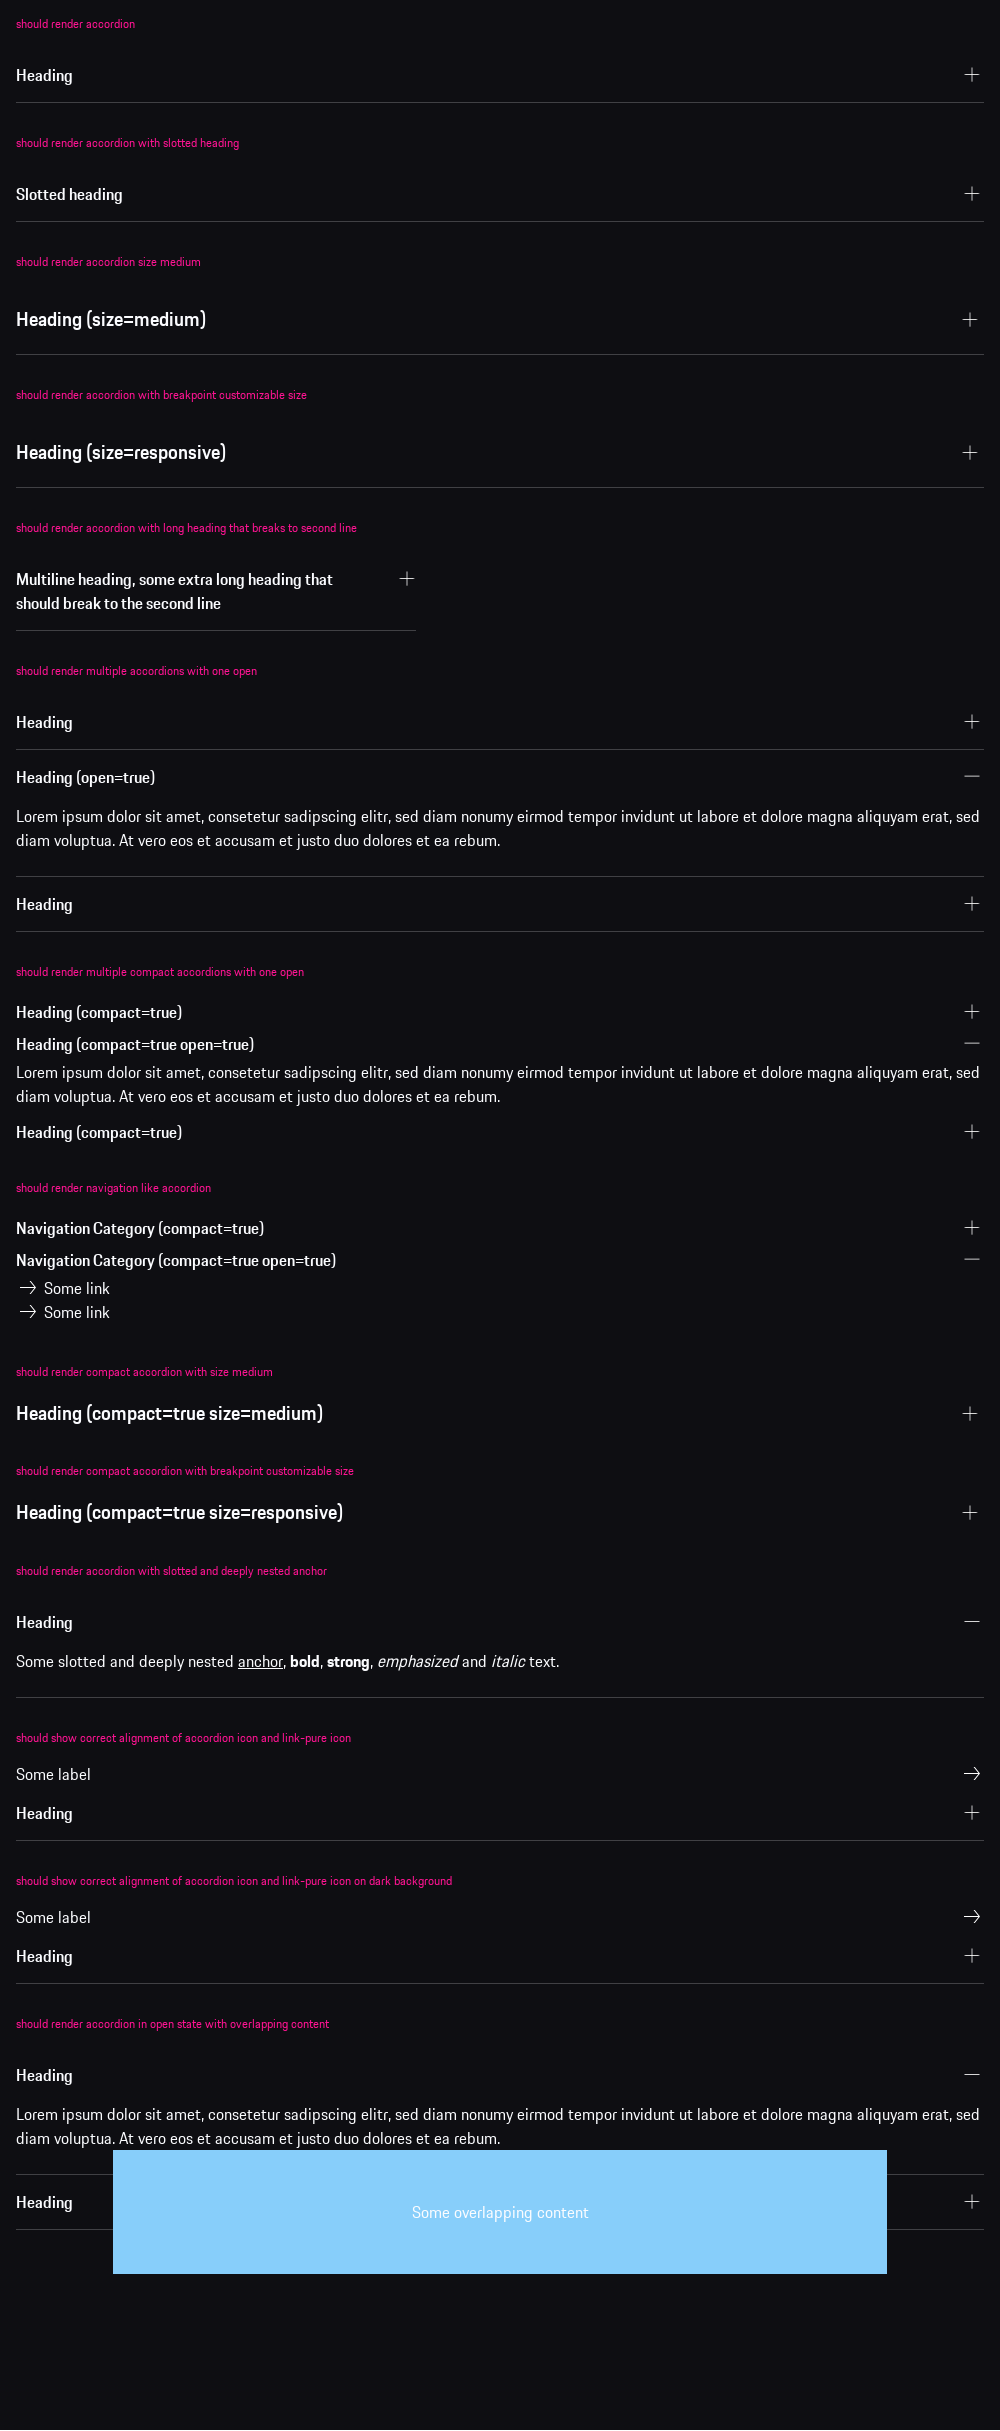 should render accordion
Heading
should render accordion with slotted heading
Slotted heading
should render accordion size medium
Heading (size=medium)
should render accordion with breakpoint customizable size
Heading (size=responsive)
should render accordion with long heading that breaks to second line
Multiline heading, some extra long heading that
should break to the second line
should render multiple accordions with one open
Heading
Heading (open=true)
Lorem ipsum dolor sit amet, consetetur sadipscing elitr, sed diam nonumy eirmod tempor invidunt ut labore et dolore magna aliquyam erat, sed
diam voluptua. At vero eos et accusam et justo duo dolores et ea rebum.
Heading
should render multiple compact accordions with one open
Heading (compact=true)
Heading (compact=true open=true)
Lorem ipsum dolor sit amet, consetetur sadipscing elitr, sed diam nonumy eirmod tempor invidunt ut labore et dolore magna aliquyam erat, sed
diam voluptua. At vero eos et accusam et justo duo dolores et ea rebum.
Heading (compact=true)
should render navigation like accordion
Navigation Category (compact=true)
Navigation Category (compact=true open=true)
Some link
Some link
should render compact accordion with size medium
Heading (compact=true size=medium)
should render compact accordion with breakpoint customizable size
Heading (compact=true size=responsive)
should render accordion with slotted and deeply nested anchor
Heading
Some slotted and deeply nested anchor, bold, strong, emphasized and italic text.
should show correct alignment of accordion icon and link-pure icon
Some label
Heading
should show correct alignment of accordion icon and link-pure icon on dark background
Some label
Heading
should render accordion in open state with overlapping content
Heading
Lorem ipsum dolor sit amet, consetetur sadipscing elitr, sed diam nonumy eirmod tempor invidunt ut labore et dolore magna aliquyam erat, sed
diam voluptua. At vero eos et accusam et justo duo dolores et ea rebum.
Heading
Some overlapping content